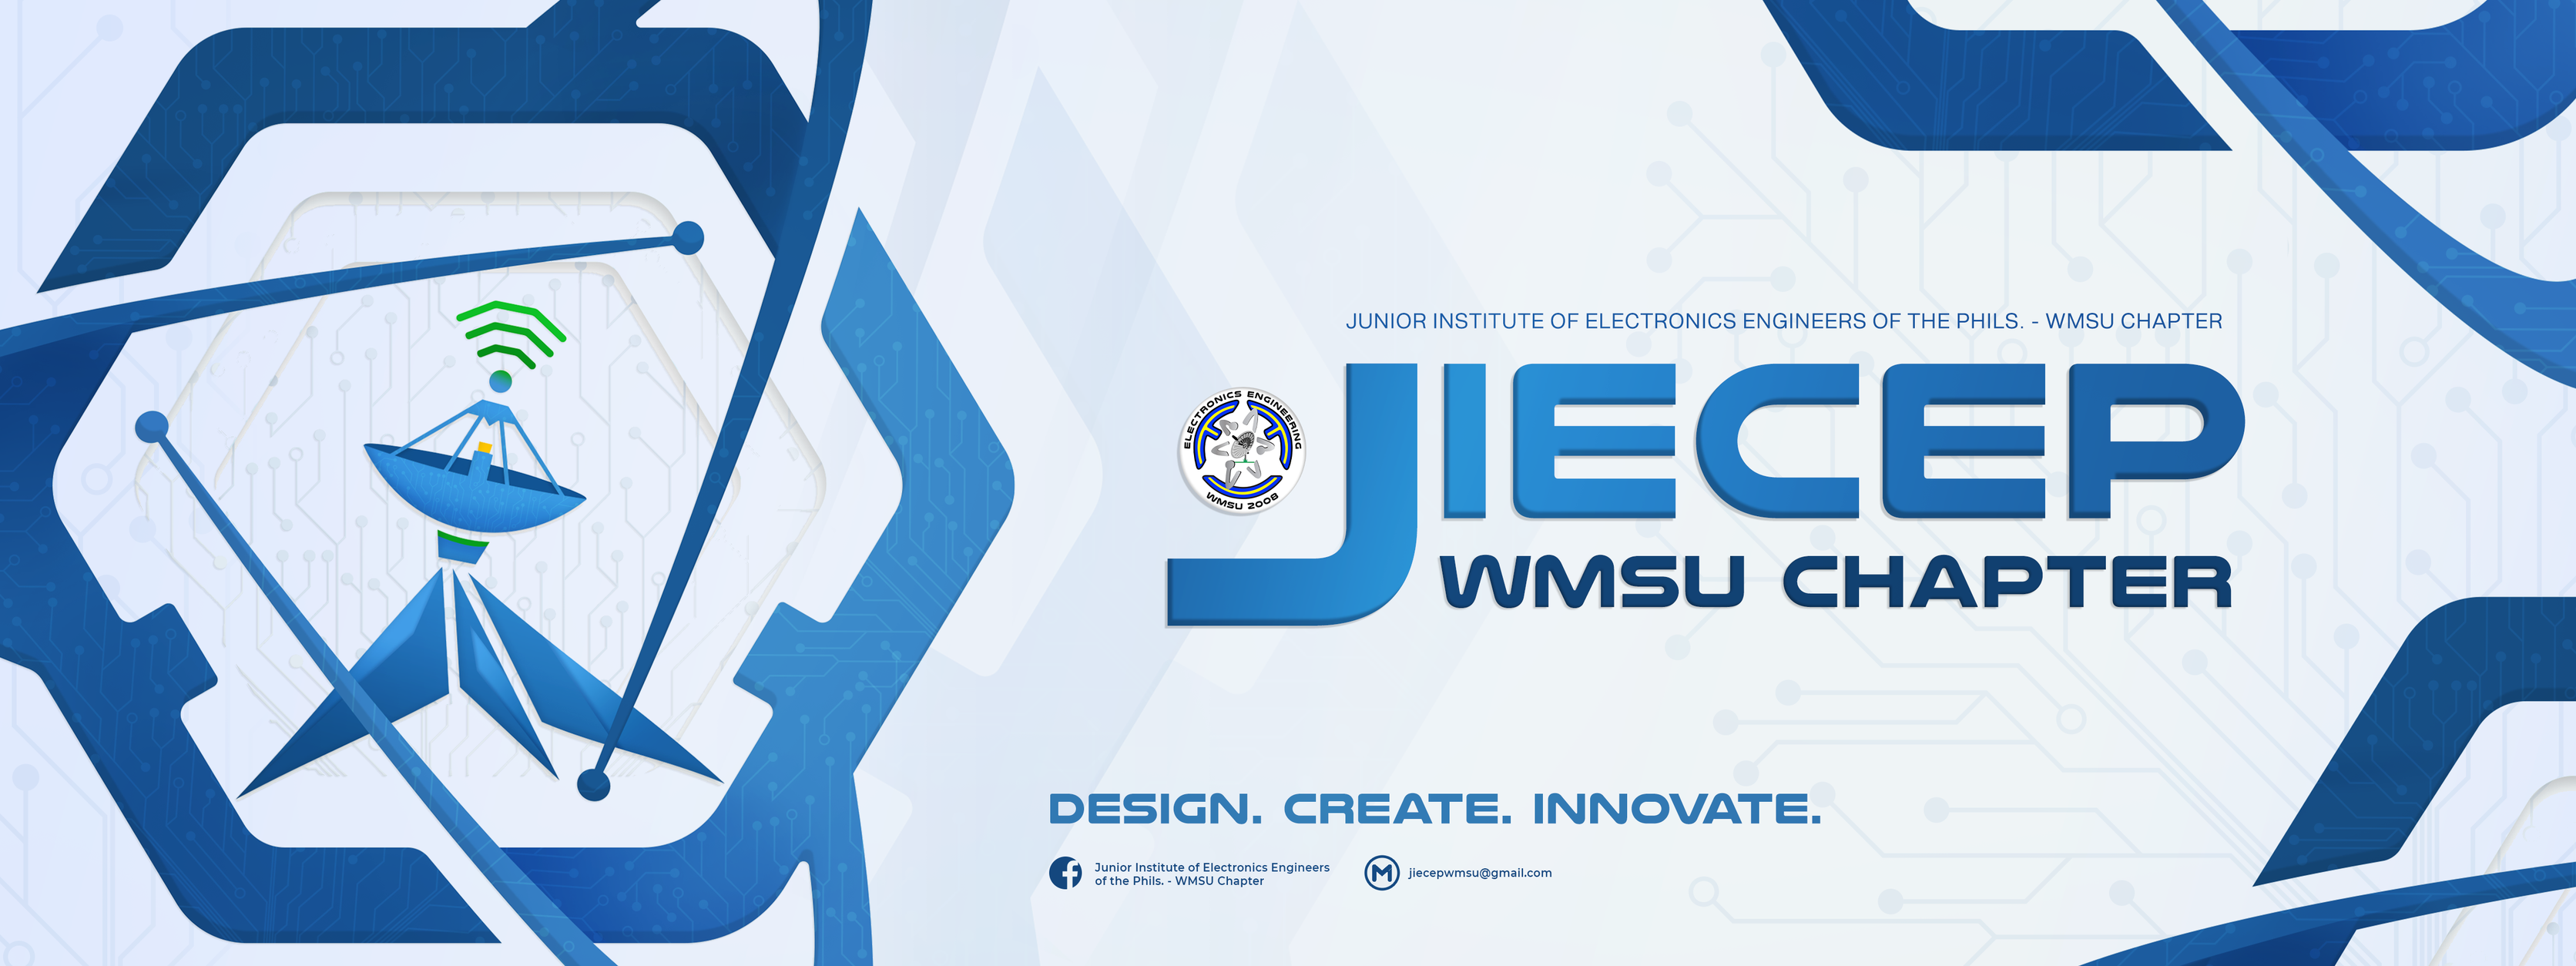 JUNIOR INSTITUTE OF ELECTRONICS ENGINEERS OF THE PHILS. - WMSU CHAPTER
ELECTRONICS ENGINEERING
WMSU 2008
JIECEP
WMSU CHAPTER
DESIGN. CREATE. INNOVATE.
Junior Institute of Electronics Engineers
of the Phils. - WMSU Chapter
jiecepwmsu@gmail.com